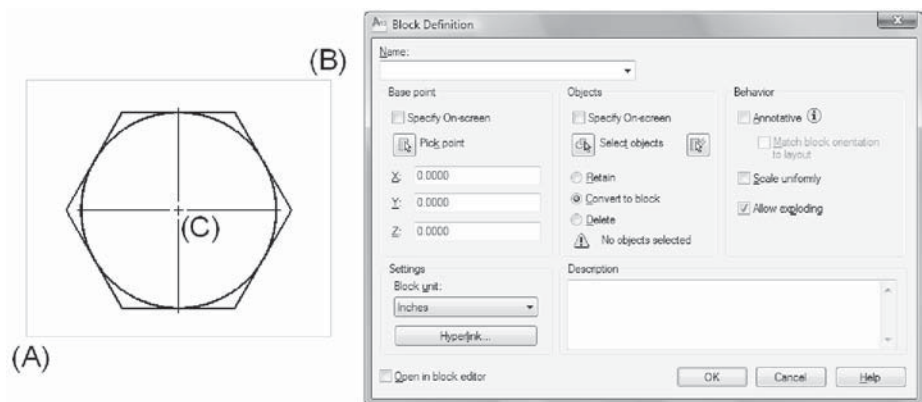 (B)
(C)
(A)
Block Definition
Name:
Base point
Specify On-screen
Pick point
X: 0.0000
Y: 0.0000
Z: 0.0000
Objects
Specify On-screen
Select objects
Retain
Convert to block
Delete
No objects selected
Behavior
Annotative
Match block orientation
to layout
Scale uniformly
Allow exploding
Settings
Block unit:
Inches
Hyperlink...
Description
Open in block editor
OK
Cancel
Help